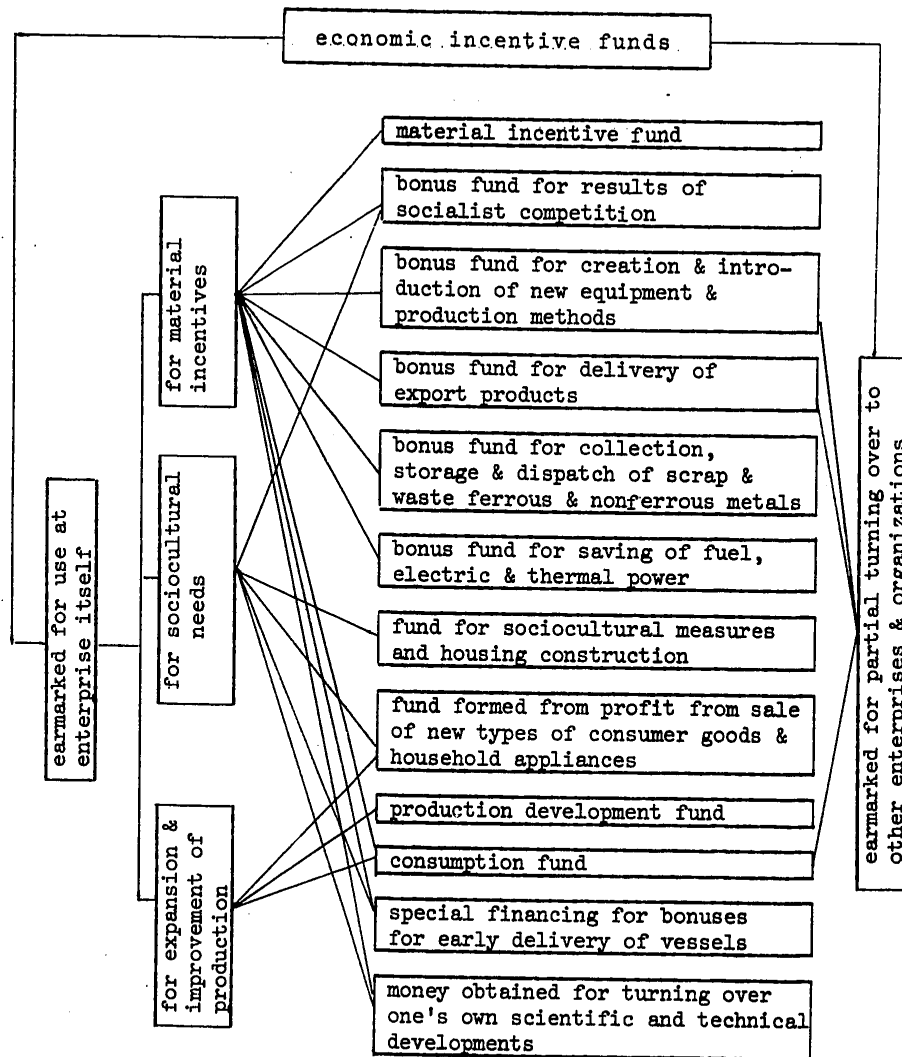 economic incentive funds
material incentive fund
bonus fund for results of
socialist competition
bonus fund for creation & intro-
duction of new equipment &
production methods
bonus fund for delivery of
export products
bonus fund for collection,
storage & dispatch of scrap &
waste ferrous & nonferrous metals
bonus fund for saving of fuel,
electric & thermal power
fund for sociocultural measures
and housing construction
fund formed from profit from sale
of new types of consumer goods &
household appliances
production development fund
consumption fund
special financing for bonuses
for early delivery of vessels
money obtained for turning over
one's own scientific and technical
developments
for material
incentives
for sociocultural
needs
for expansion &
improvement of
production
earmarked for use at
enterprise itself
earmarked for partial turning over to
other enterprises & organizations